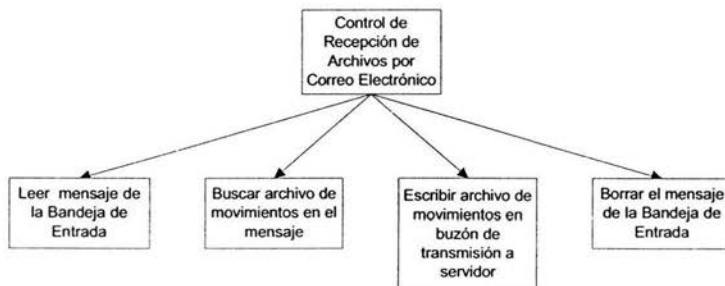 Control de
Recepción de
Archivos por
Correo Electrónico
Leer mensaje de
la Bandeja de
Entrada
Buscar archivo de
movimientos en el
mensaje
Escribir archivo de
movimientos en
buzón de
transmisión a
servidor
Borrar el mensaje
de la Bandeja de
Entrada